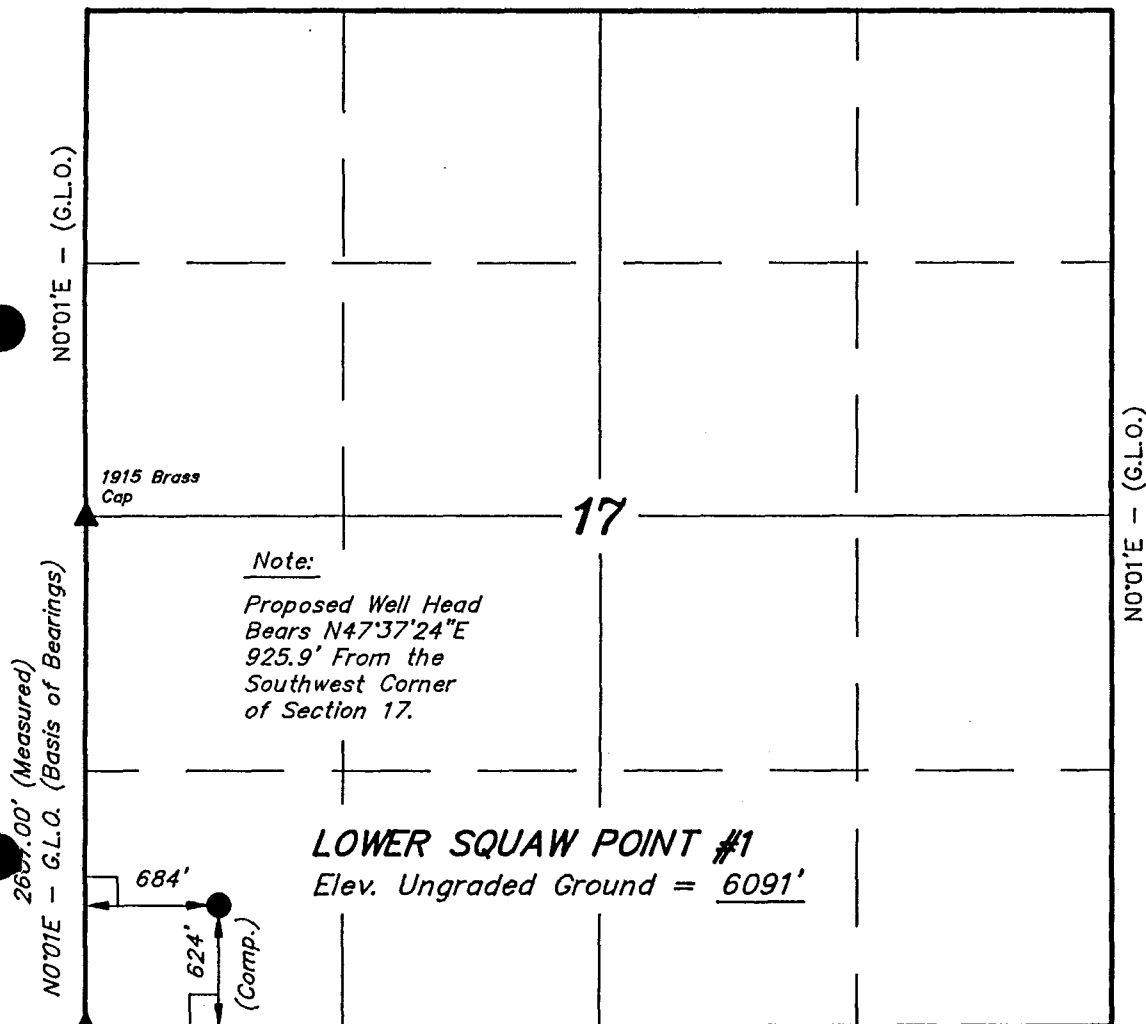 N0°01'E - (G.L.O.)
1915 Brass
Cap
17
N0°01'E - (G.L.O.)
Note:
Proposed Well Head
Bears N47°37'24"E
925.9' From the
Southwest Corner
of Section 17.
(Measured)
N0°01'E - G.L.O. (Basis of Bearings)
LOWER SQUAW POINT #1
Elev. Ungraded Ground = 6091'
684'
624'
(Comp.)